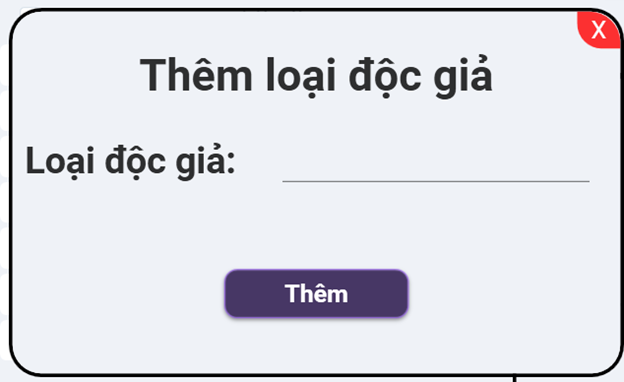 X
Thêm loại độc giả
Loại độc giả:
Thêm